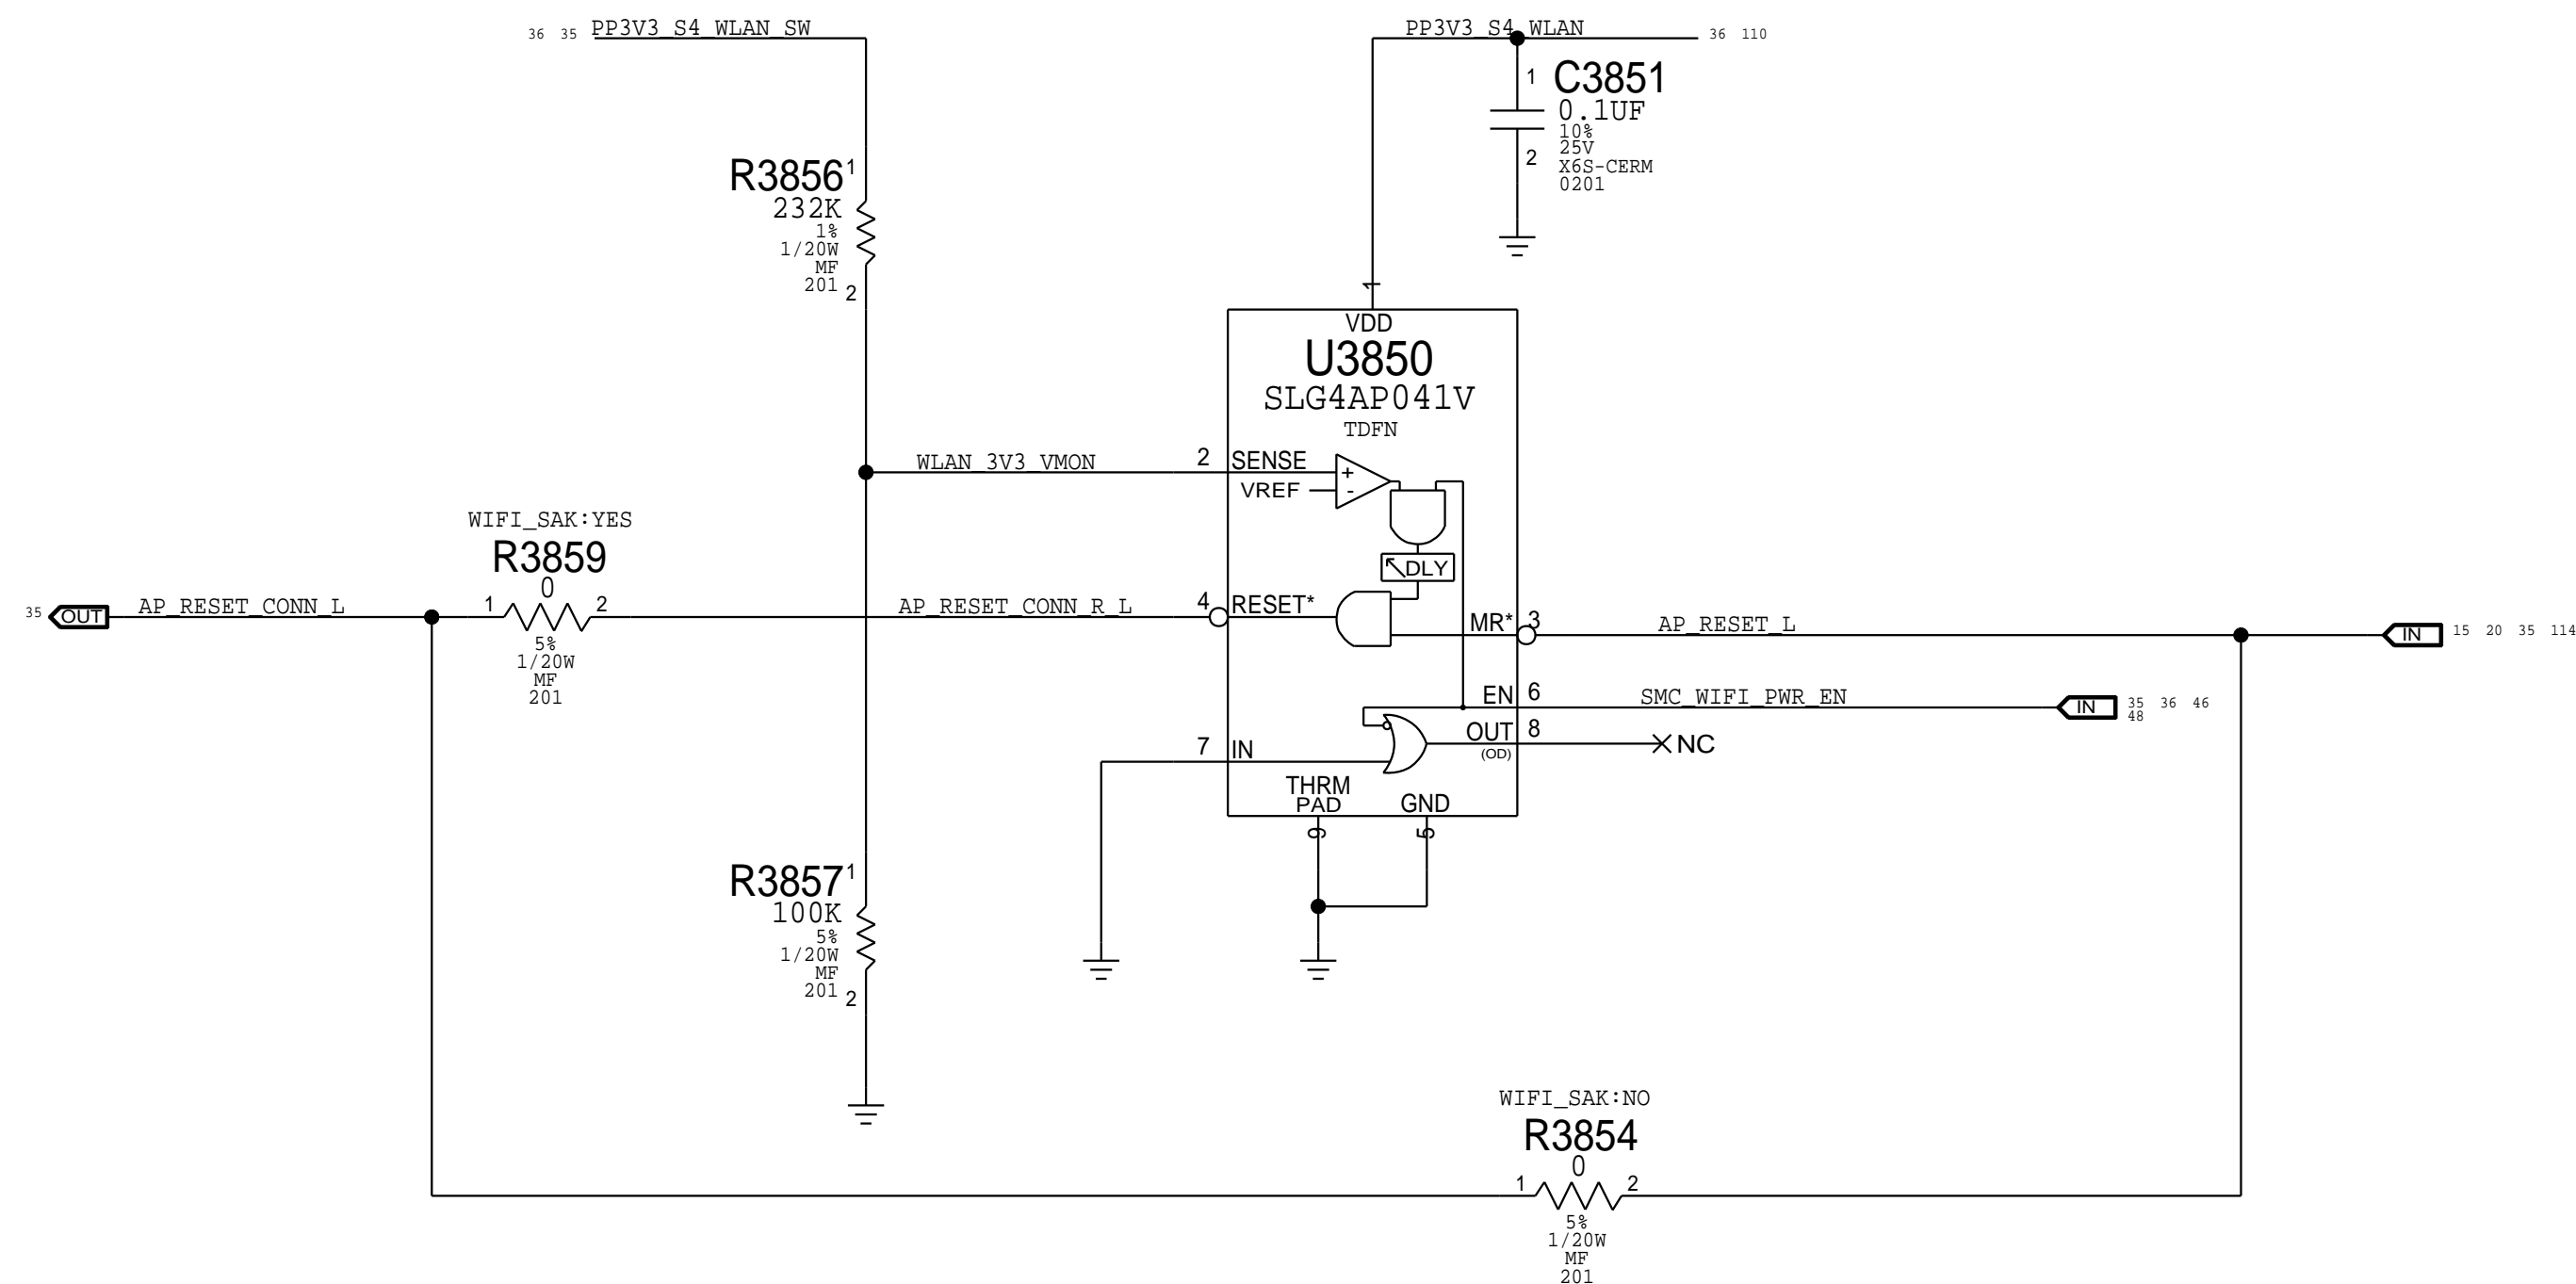 36 35 PP3V3_S4_WLAN_SW
PP3V3_S4_WLAN 36 110
1 C3851
0.1UF
10%
25V
2 X6S-CERM
0201
R3856 1
232K
1%
1/20W
MF
201 2
1
VDD
U3850
SLG4AP041V
TDFN
WLAN_3V3_VMON 2 SENSE +
VREF -
WIFI_SAK:YES
R3859
0
DLY
35 OUT AP_RESET_CONN_L 1 2 AP_RESET_CONN_R_L 4 RESET*
5%
1/20W
MF
201
MR* 3 AP_RESET_L IN 15 20 35 114
EN 6 SMC_WIFI_PWR_EN IN 35 36 46
48
OUT 8 NC
(OD)
7 IN
THRM
PAD GND
9 5
R3857 1
100K
5%
1/20W
MF
201 2
WIFI_SAK:NO
R3854
0
1 2
5%
1/20W
MF
201